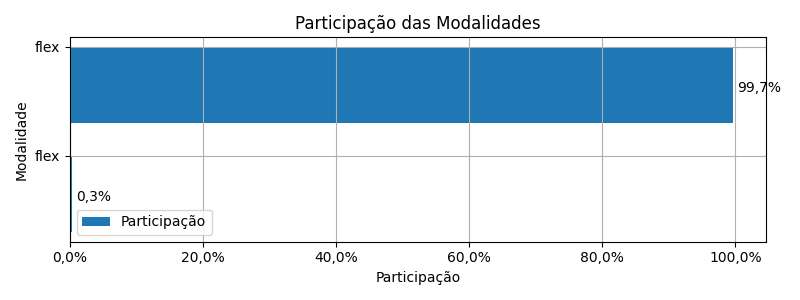 Participação das Modalidades
flex
99,7%
flex
0,3%
Modalidade
Participação
0,0%
20,0%
40,0%
60,0%
80,0%
100,0%
Participação